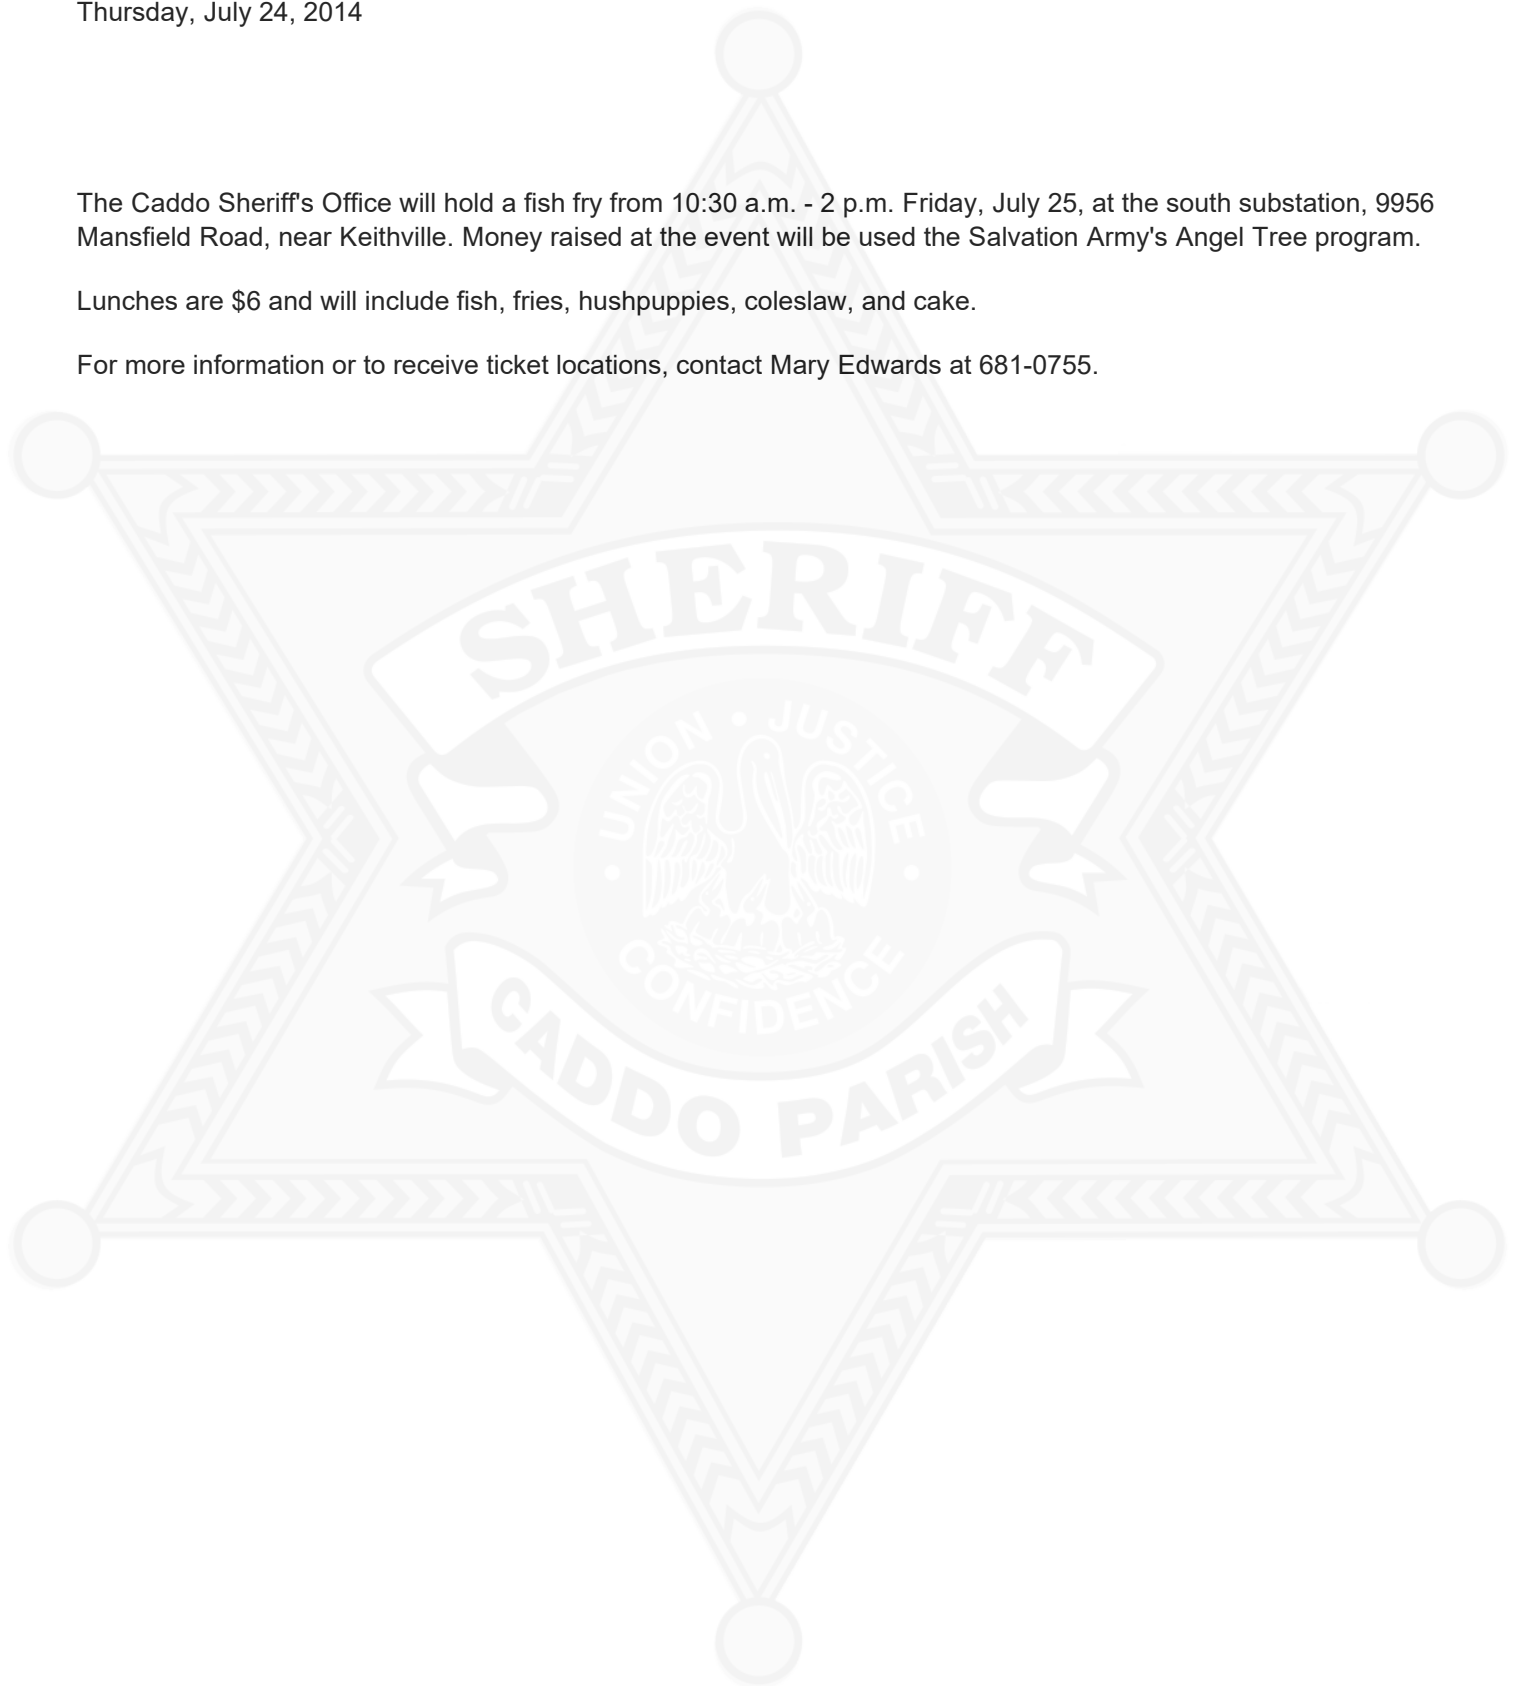 Thursday, July 24, 2014
The Caddo Sheriff's Office will hold a fish fry from 10:30 a.m. - 2 p.m. Friday, July 25, at the south substation, 9956
Mansfield Road, near Keithville. Money raised at the event will be used the Salvation Army's Angel Tree program.
Lunches are $6 and will include fish, fries, hushpuppies, coleslaw, and cake.
For more information or to receive ticket locations, contact Mary Edwards at 681-0755.
SHERIFF
UNION • JUSTICE
• CONFIDENCE •
CADDO PARISH